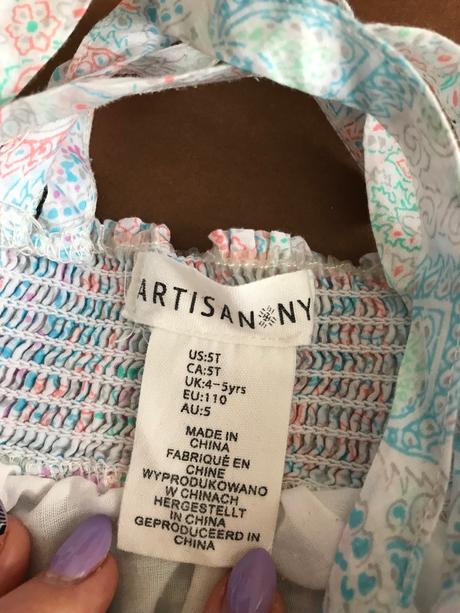 ARTISAN NY
US:5T
CA:5T
UK:4-5yrs
EU:110
AU:5
MADE IN
CHINA
FABRIQUÉ EN
CHINE
WYPRODUKOWANO
W CHINACH
HERGESTELLT
IN CHINA
GEPRODUCEERD IN
CHINA